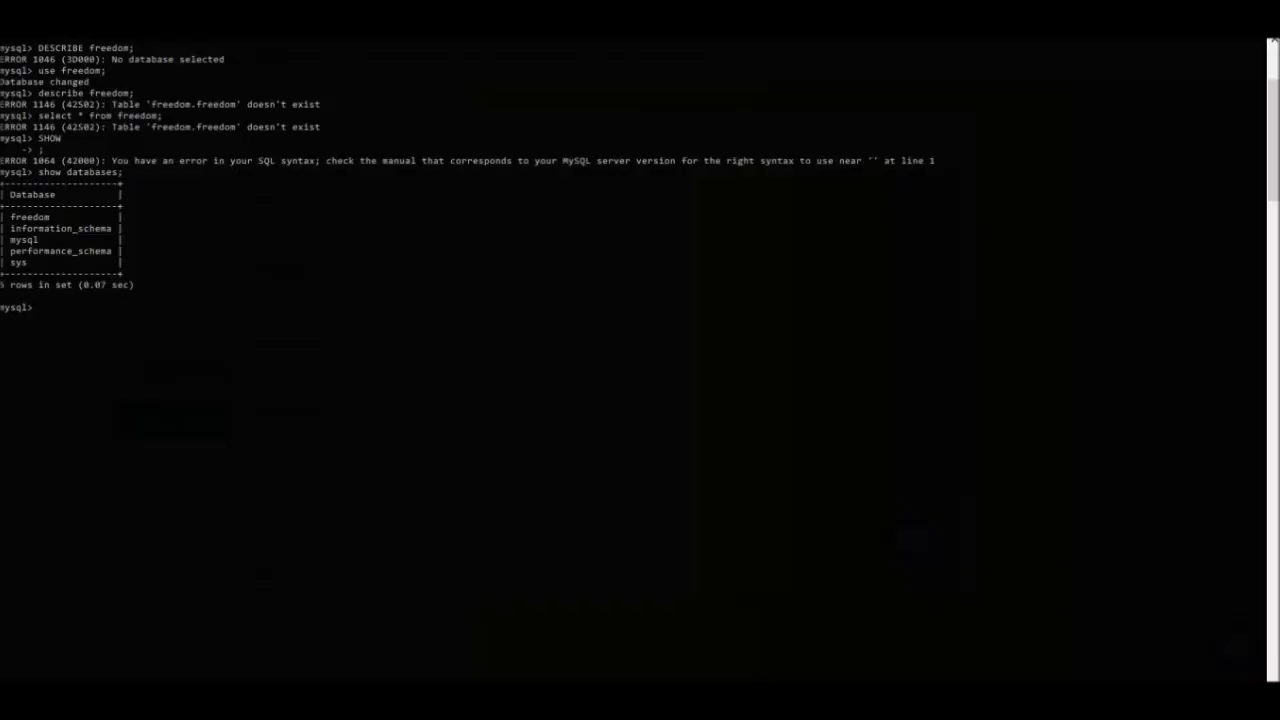 mysql> DESCRIBE freedom;
ERROR 1046 (3D000): No database selected
mysql> use freedom;
Database changed
mysql> describe freedom;
ERROR 1146 (42S02): Table 'freedom.freedom' doesn't exist
mysql> select * from freedom;
ERROR 1146 (42S02): Table 'freedom.freedom' doesn't exist
mysql> SHOW
    -> ;
ERROR 1064 (42000): You have an error in your SQL syntax; check the manual that corresponds to your MySQL server version for the right syntax to use near '' at line 1
mysql> show databases;
+--------------------+
| Database           |
+--------------------+
| freedom            |
| information_schema |
| mysql              |
| performance_schema |
| sys                |
+--------------------+
5 rows in set (0.07 sec)
mysql>